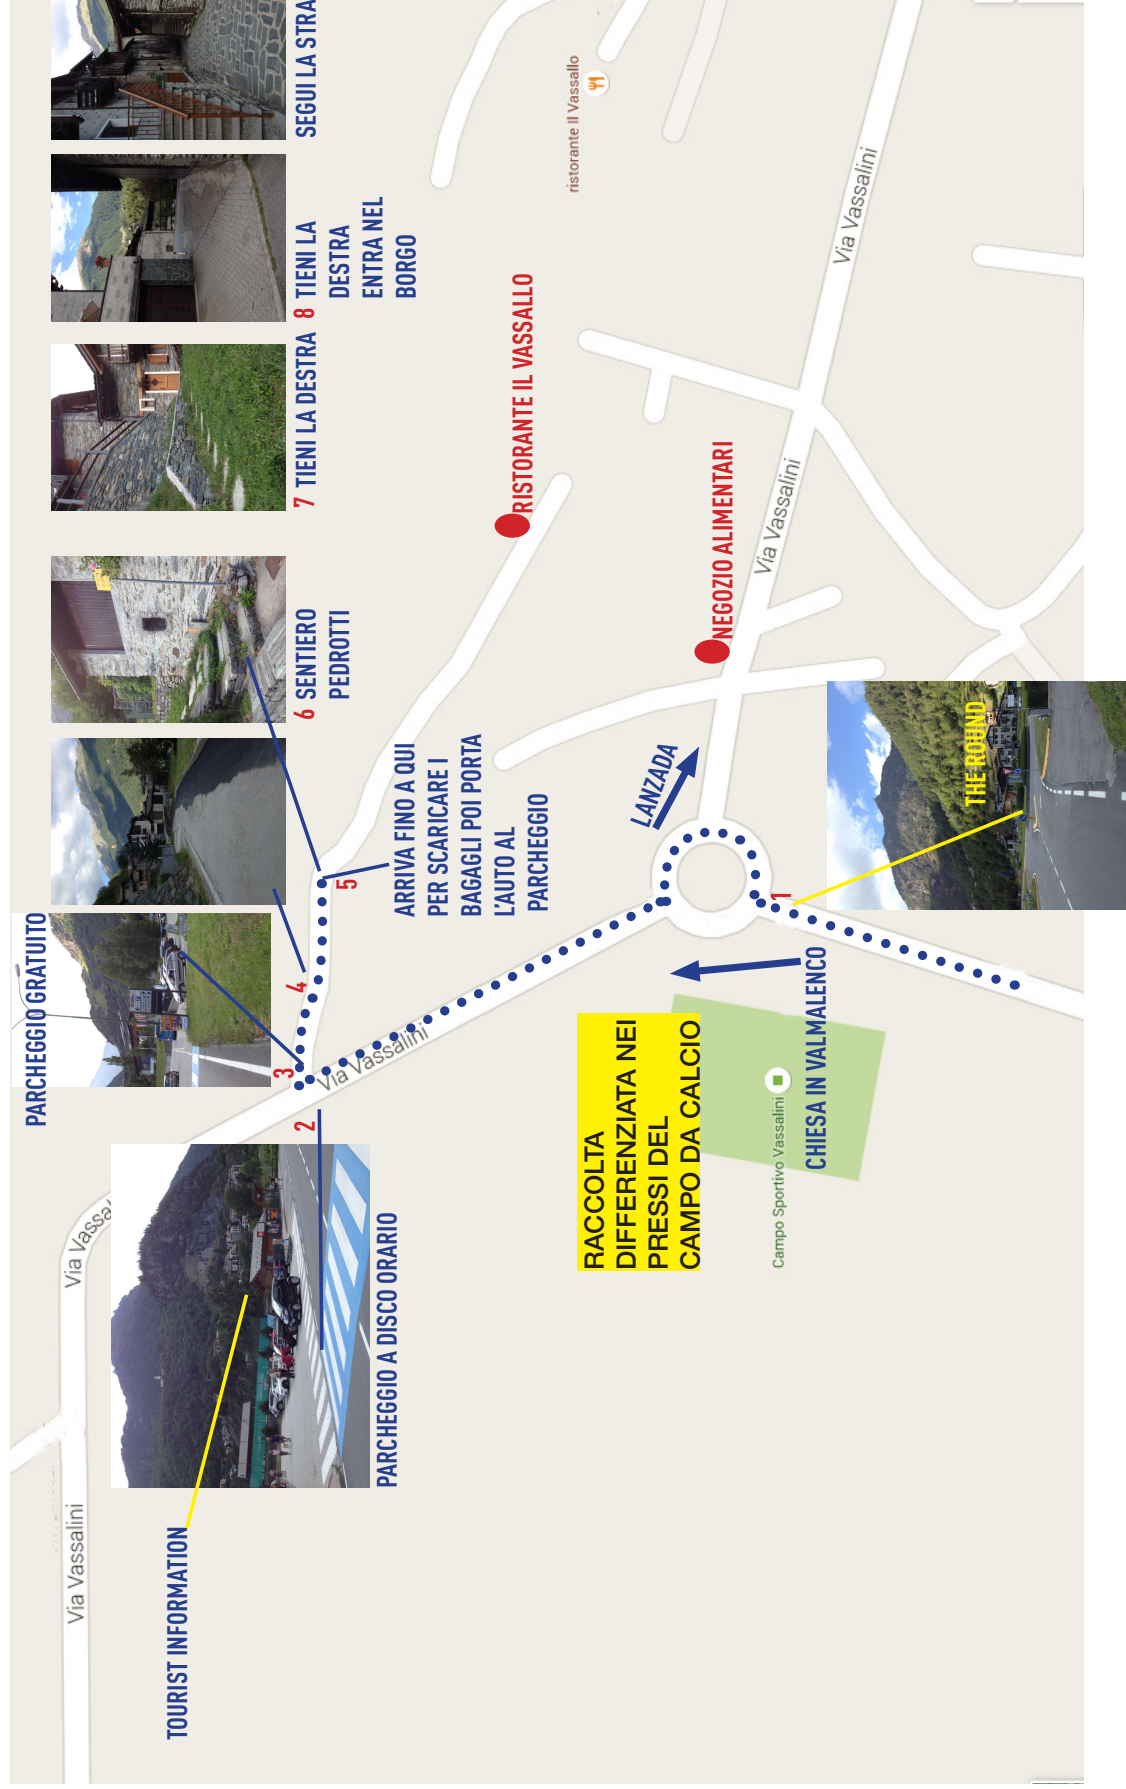 PARCHEGGIO GRATUITO
SEGUI LA STRA
8 TIENI LA
DESTRA
ENTRA NEL
BORGO
7 TIENI LA DESTRA
6 SENTIERO
PEDROTTI
5
ARRIVA FINO A QUI
PER SCARICARE I
BAGAGLI POI PORTA
L'AUTO AL
PARCHEGGIO
4
3
2
Via Vassalini
Via Vassal
Via Vassalini
TOURIST INFORMATION
PARCHEGGIO A DISCO ORARIO
ristorante Il Vassallo
RISTORANTE IL VASSALLO
RACCOLTA
DIFFERENZIATA NEI
PRESSI DEL
CAMPO DA CALCIO
LANZADA
NEGOZIO ALIMENTARI
Via Vassalini
Via Vassalini
Campo Sportivo Vassalini
CHIESA IN VALMALENCO
1
THE ROUND